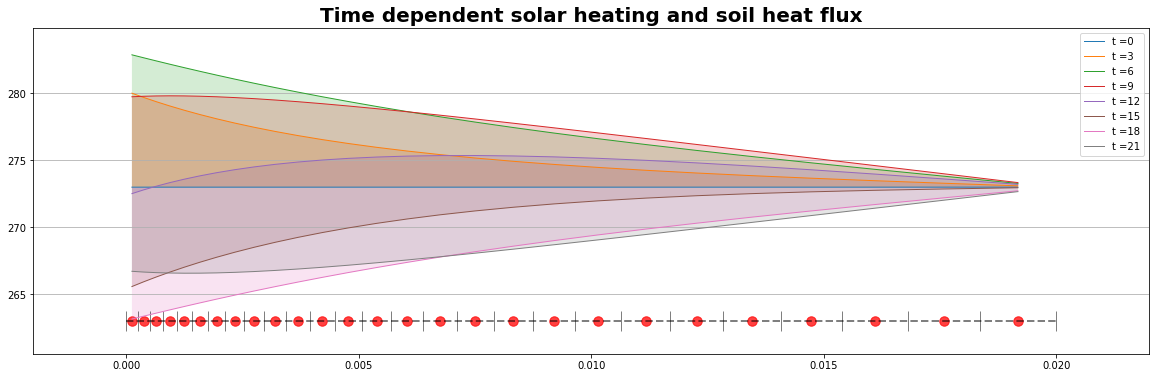 Time dependent solar heating and soil heat flux
t =0
t =3
t =6
t =9
t =12
t =15
t =18
t =21
280
275
270
265
0.000 0.005 0.010 0.015 0.020